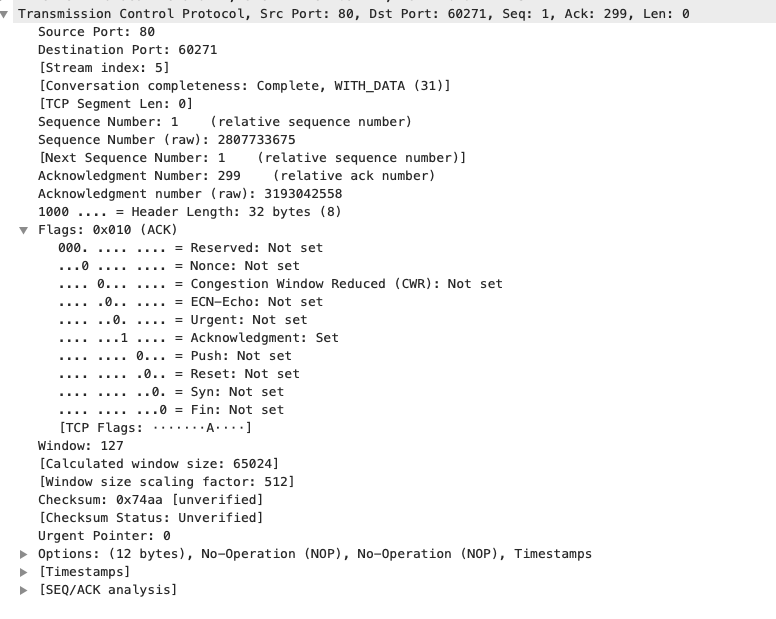 Transmission Control Protocol, Src Port: 80, Dst Port: 60271, Seq: 1, Ack: 299, Len: 0
Source Port: 80
Destination Port: 60271
[Stream index: 5]
[Conversation completeness: Complete, WITH_DATA (31)]
[TCP Segment Len: 0]
Sequence Number: 1    (relative sequence number)
Sequence Number (raw): 2807733675
[Next Sequence Number: 1    (relative sequence number)]
Acknowledgment Number: 299    (relative ack number)
Acknowledgment number (raw): 3193042558
1000 .... = Header Length: 32 bytes (8)
Flags: 0x010 (ACK)
000. .... .... = Reserved: Not set
...0 .... .... = Nonce: Not set
.... 0... .... = Congestion Window Reduced (CWR): Not set
.... .0.. .... = ECN-Echo: Not set
.... ..0. .... = Urgent: Not set
.... ...1 .... = Acknowledgment: Set
.... .... 0... = Push: Not set
.... .... .0.. = Reset: Not set
.... .... ..0. = Syn: Not set
.... .... ...0 = Fin: Not set
[TCP Flags: ·······A····]
Window: 127
[Calculated window size: 65024]
[Window size scaling factor: 512]
Checksum: 0x74aa [unverified]
[Checksum Status: Unverified]
Urgent Pointer: 0
Options: (12 bytes), No-Operation (NOP), No-Operation (NOP), Timestamps
[Timestamps]
[SEQ/ACK analysis]